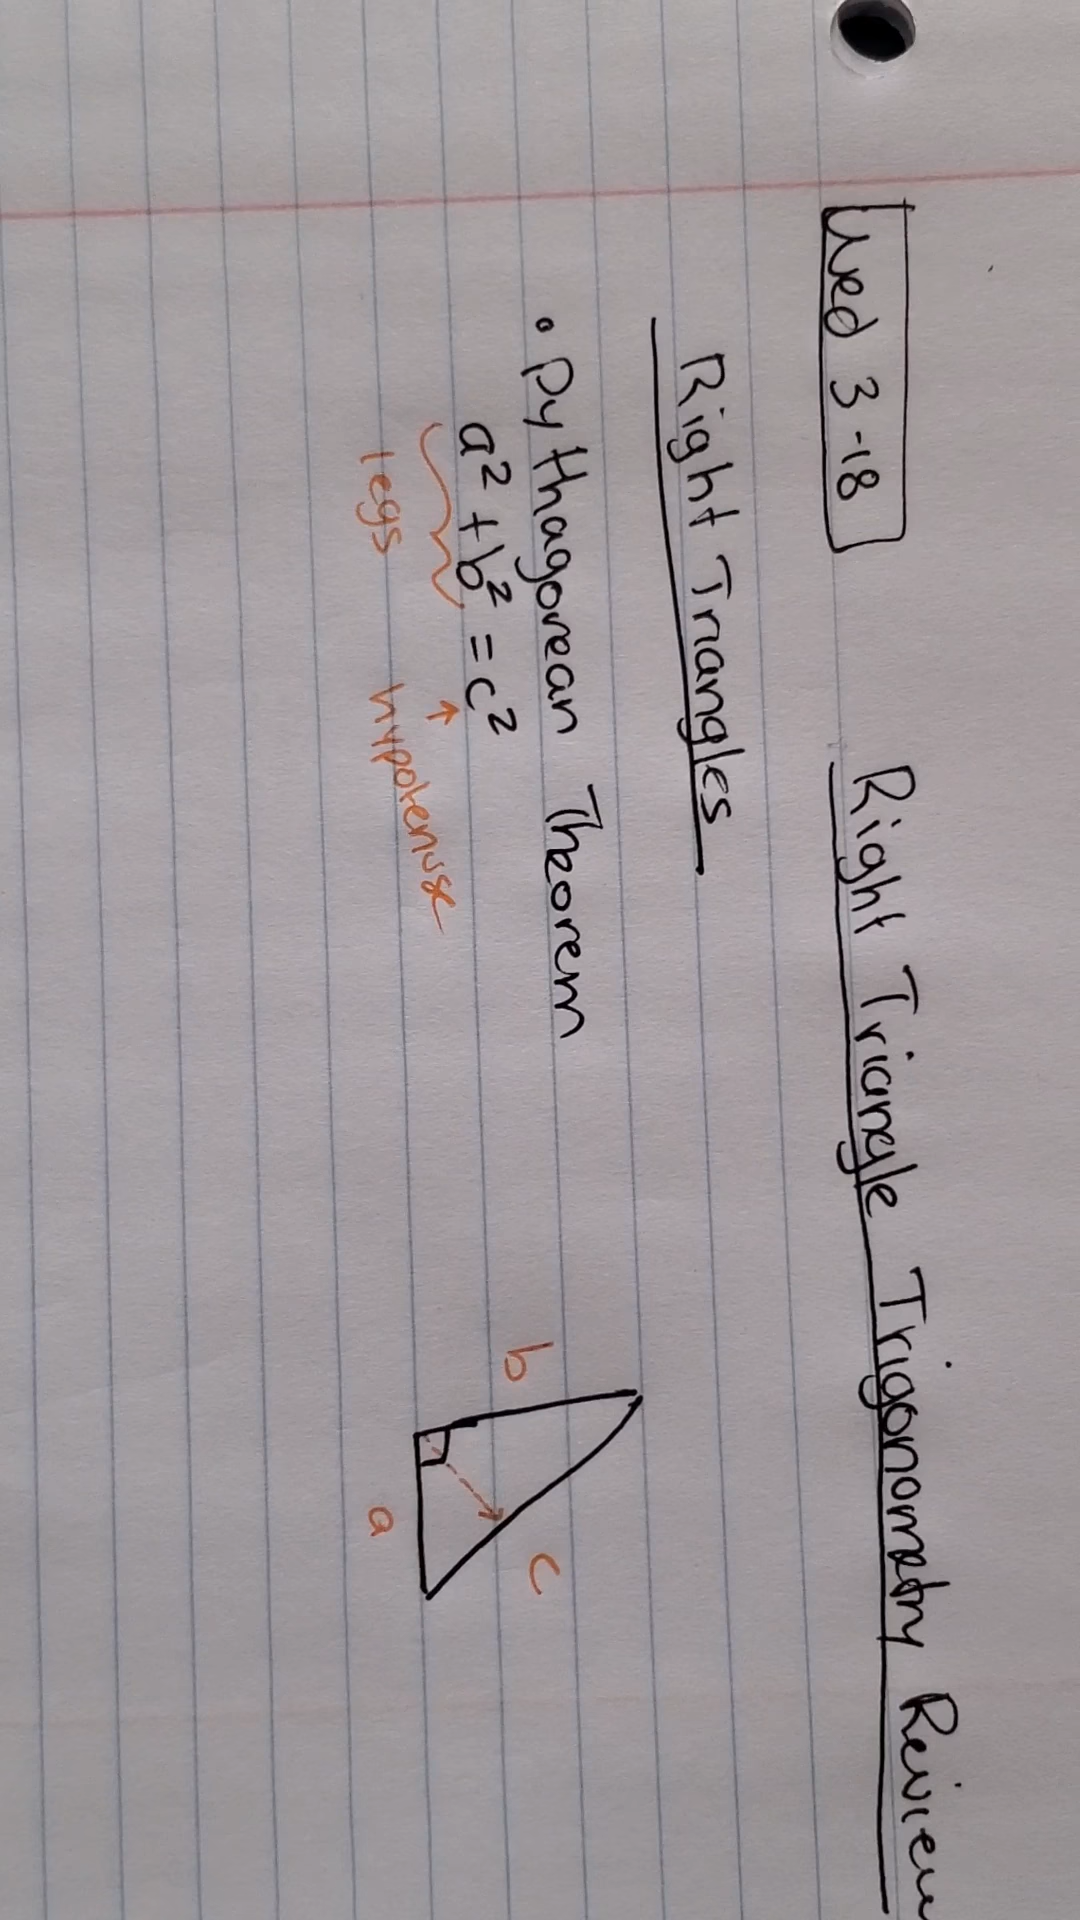 Wed 3-18
Right Triangle Trigonometry Review
Right Triangles
• Pythagorean Theorem
a² + b² = c²
legs hypotenuse
b
c
a